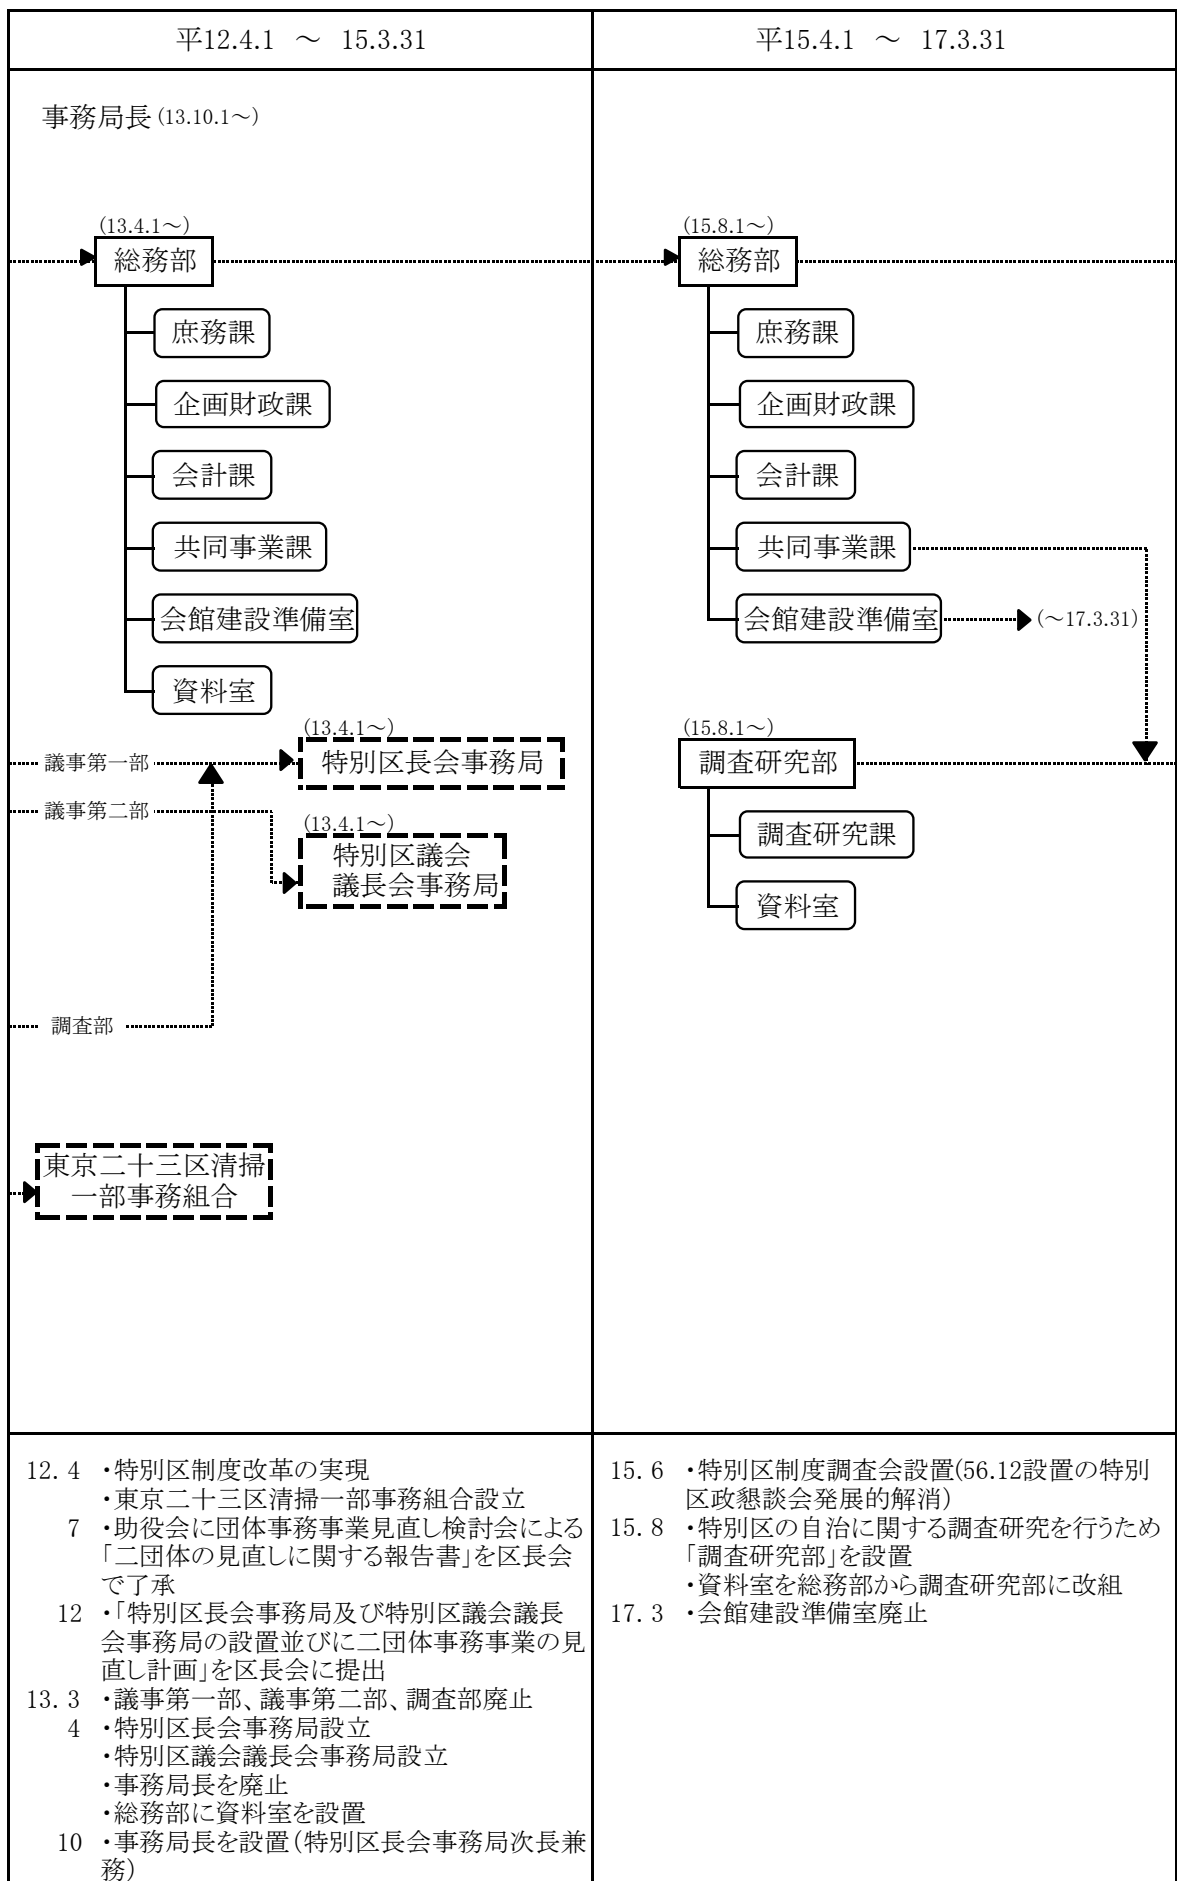 平12.4.1 ～ 15.3.31
事務局長(13.10.1～)
(13.4.1～)
総務部
庶務課
企画財政課
会計課
共同事業課
会館建設準備室
資料室
(13.4.1～)
議事第一部
特別区長会事務局
議事第二部
(13.4.1～)
特別区議会
議長会事務局
調査部
東京二十三区清掃
一部事務組合
12. 4 ・特別区制度改革の実現
・東京二十三区清掃一部事務組合設立
7 ・助役会に団体事務事業見直し検討会による
「二団体の見直しに関する報告書」を区長会
で了承
12 ・「特別区長会事務局及び特別区議会議長
会事務局の設置並びに二団体事務事業の見
直し計画」を区長会に提出
13. 3 ・議事第一部、議事第二部、調査部廃止
4 ・特別区長会事務局設立
・特別区議会議長会事務局設立
・事務局長を廃止
・総務部に資料室を設置
10 ・事務局長を設置（特別区長会事務局次長兼
務）
平15.4.1 ～ 17.3.31
(15.8.1～)
総務部
庶務課
企画財政課
会計課
共同事業課
会館建設準備室
(～17.3.31)
(15.8.1～)
調査研究部
調査研究課
資料室
15. 6 ・特別区制度調査会設置(56.12設置の特別
区政懇談会発展的解消）
15. 8 ・特別区の自治に関する調査研究を行うため
「調査研究部」を設置
・資料室を総務部から調査研究部に改組
17. 3 ・会館建設準備室廃止